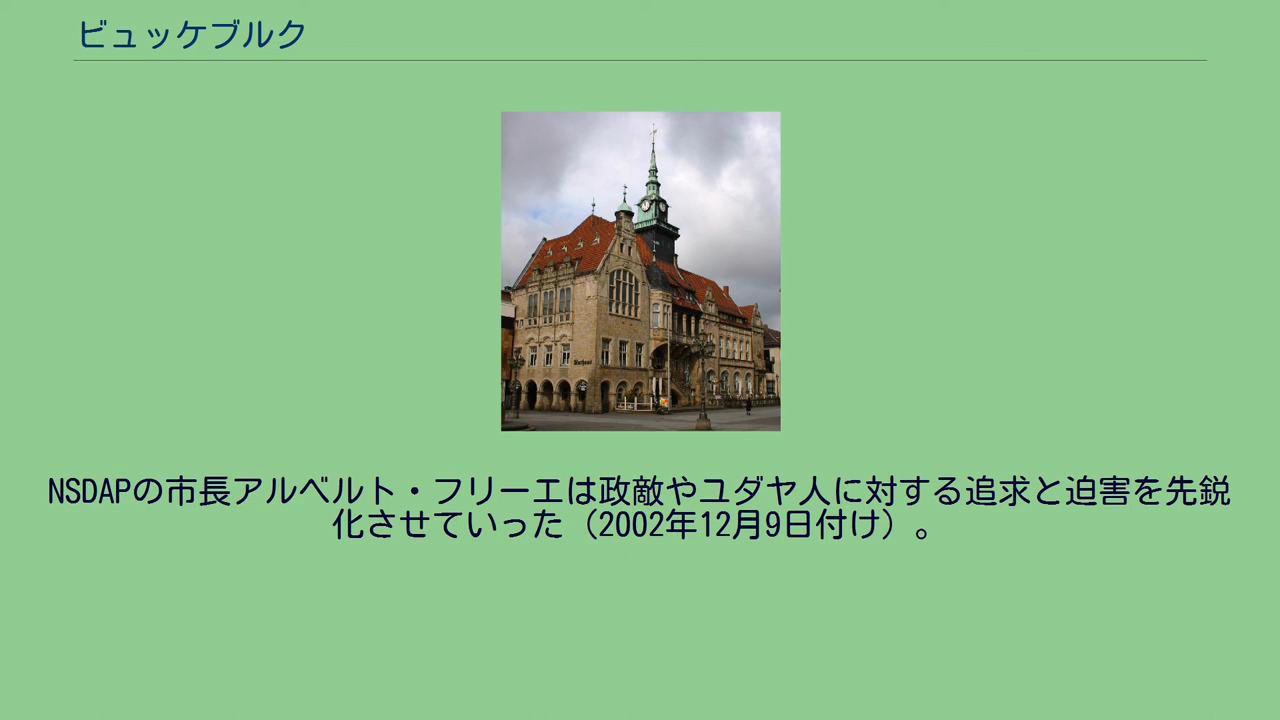 ビュッケブルク
Rathaus
NSDAPの市長アルベルト・フリーエは政敵やユダヤ人に対する追求と迫害を先鋭
化させていった（2002年12月9日付け）。